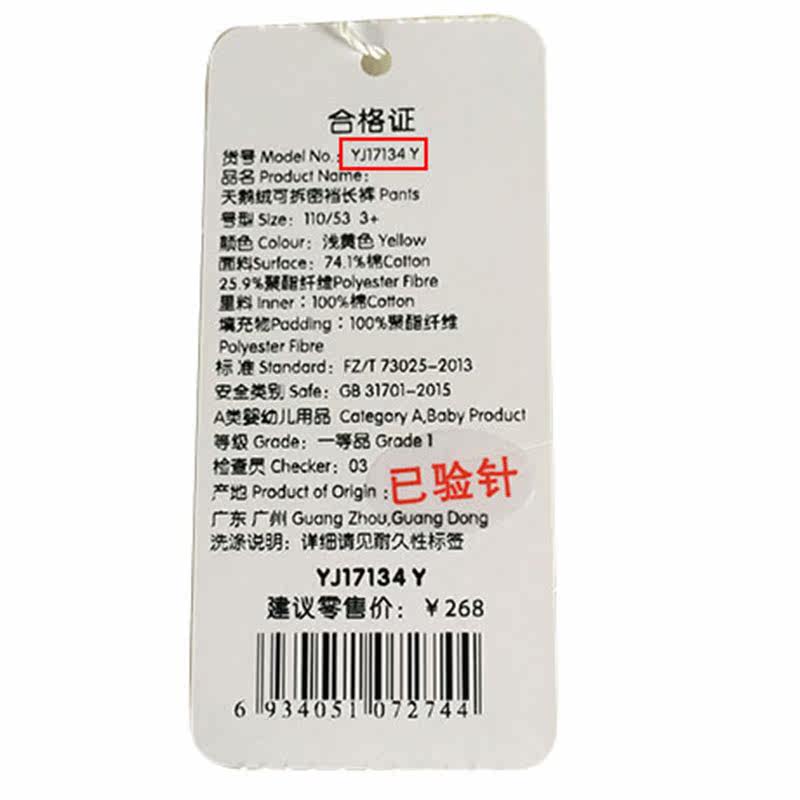 合格证
货号 Model No.: YJ17134 Y
品名 Product Name:
天鹅绒可拆密裆长裤 Pants
号型 Size: 110/53 3+
颜色 Colour: 浅黄色 Yellow
面料Surface: 74.1%棉Cotton
25.9%聚酯纤维Polyester Fibre
里料 Inner: 100%棉Cotton
填充物Padding: 100%聚酯纤维
Polyester Fibre
标 准 Standard: FZ/T 73025-2013
安全类别 Safe: GB 31701-2015
A类婴幼儿用品 Category A,Baby Product
等级 Grade: 一等品 Grade 1
检查员 Checker: 03
产地 Product of Origin:
已验针
广东 广州 Guang Zhou,Guang Dong
洗涤说明: 详细请见耐久性标签
YJ17134 Y
建议零售价: ¥268
6 934051 072744